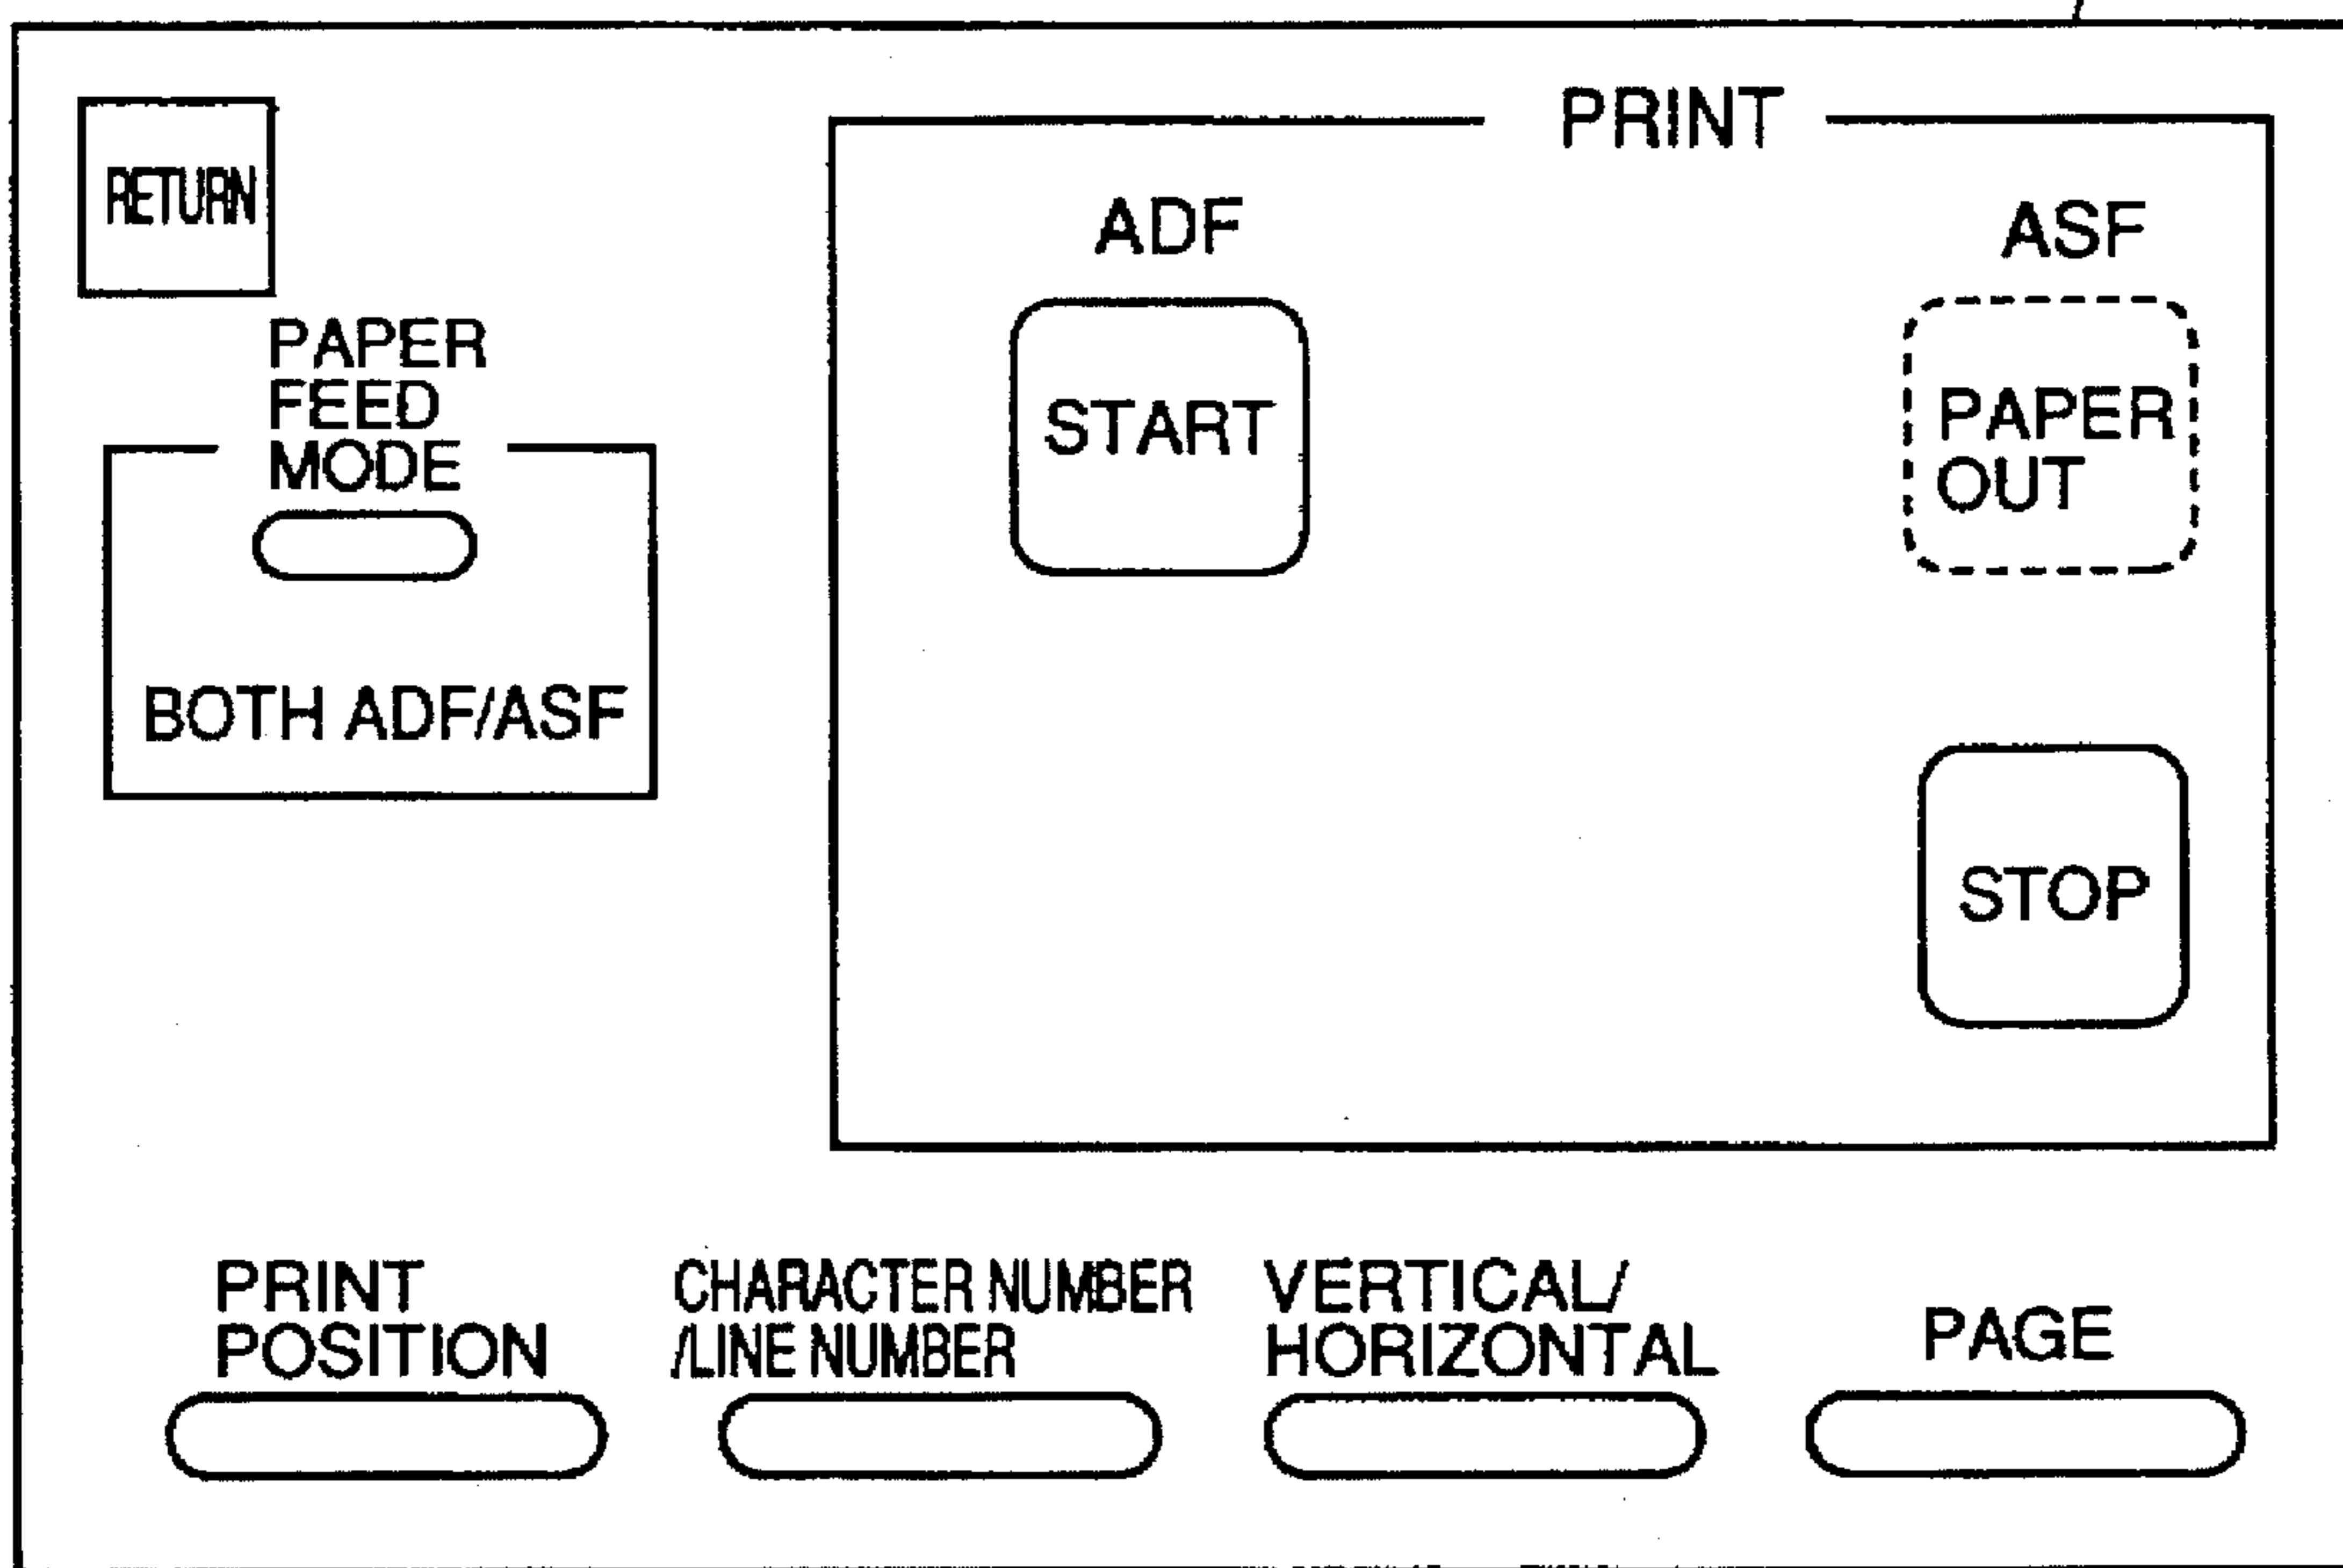 RETURN
PAPER
FEED
MODE
BOTH ADF/ASF
PRINT
ADF
ASF
START
PAPER
OUT
STOP
PRINT
POSITION
CHARACTER NUMBER
/LINE NUMBER
VERTICAL/
HORIZONTAL
PAGE